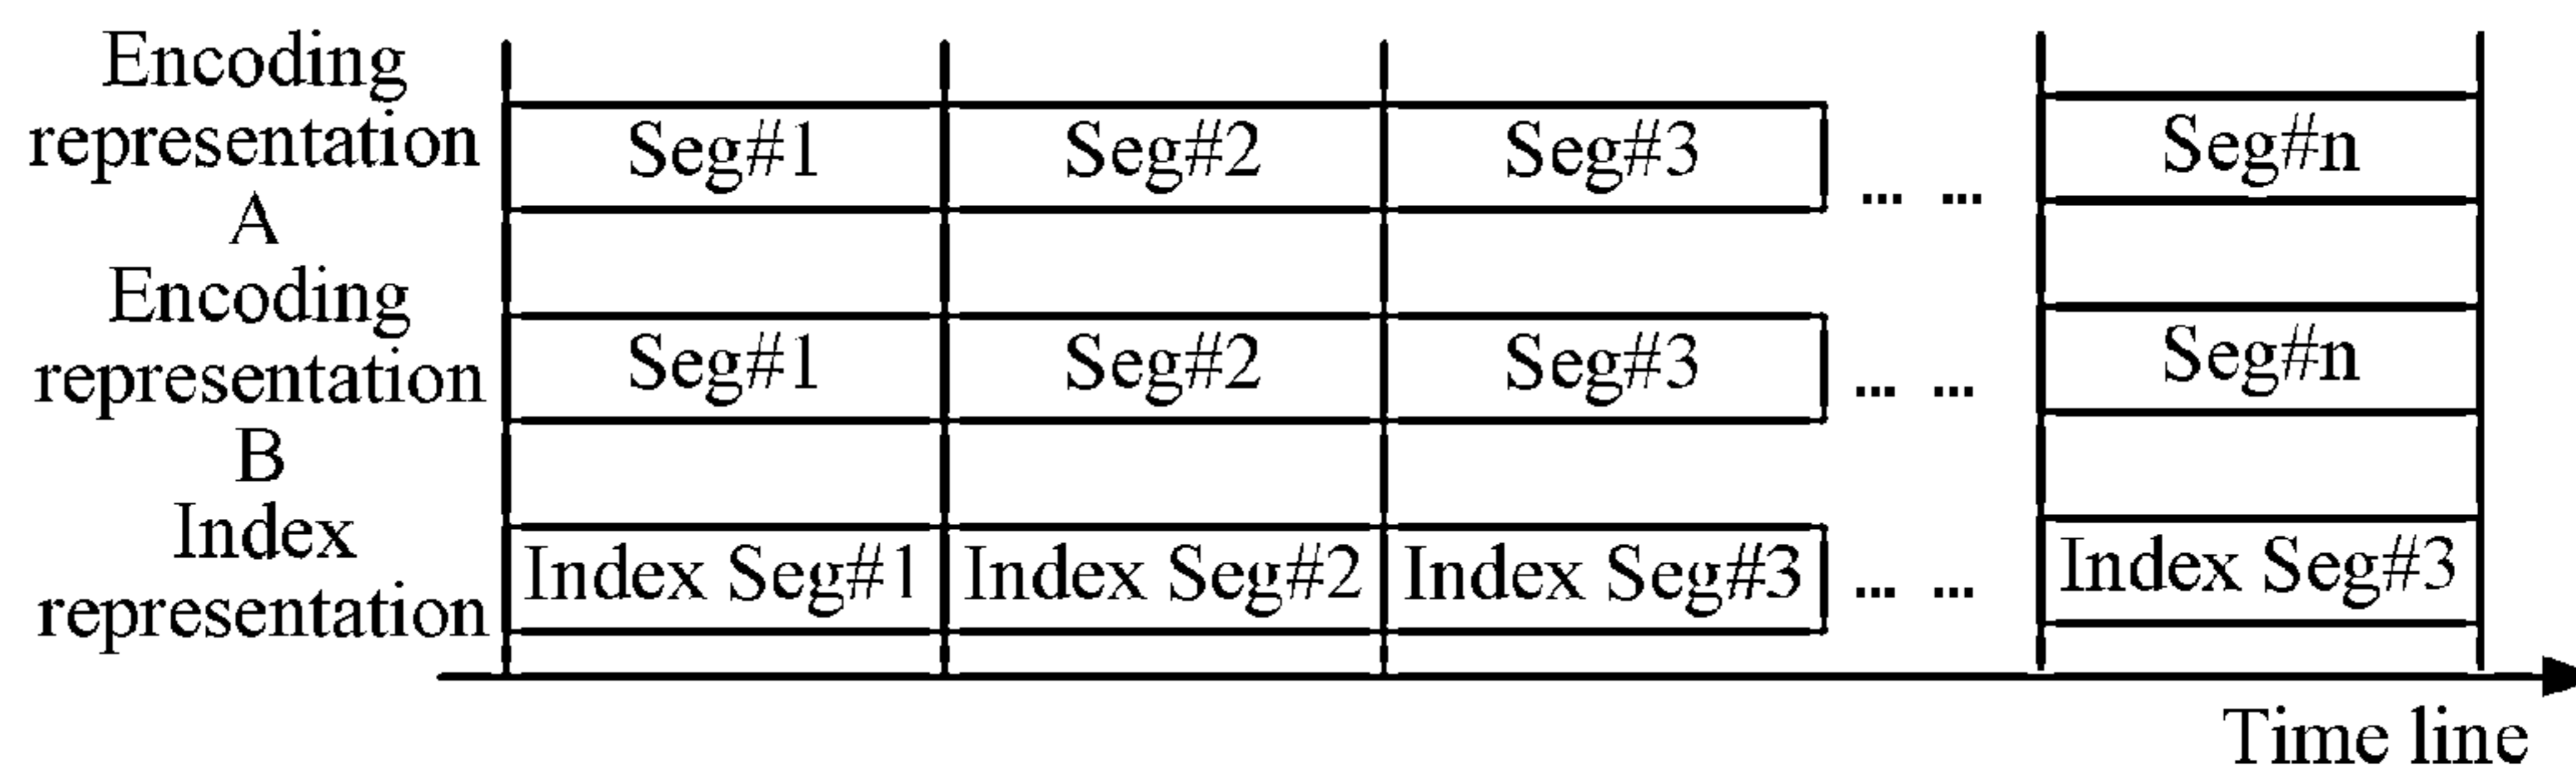 Encoding
representation
A
Seg#1 Seg#2 Seg#3 ... ... Seg#n
Encoding
representation
B
Seg#1 Seg#2 Seg#3 ... ... Seg#n
Index
representation
Index Seg#1 Index Seg#2 Index Seg#3 ... ... Index Seg#3
Time line